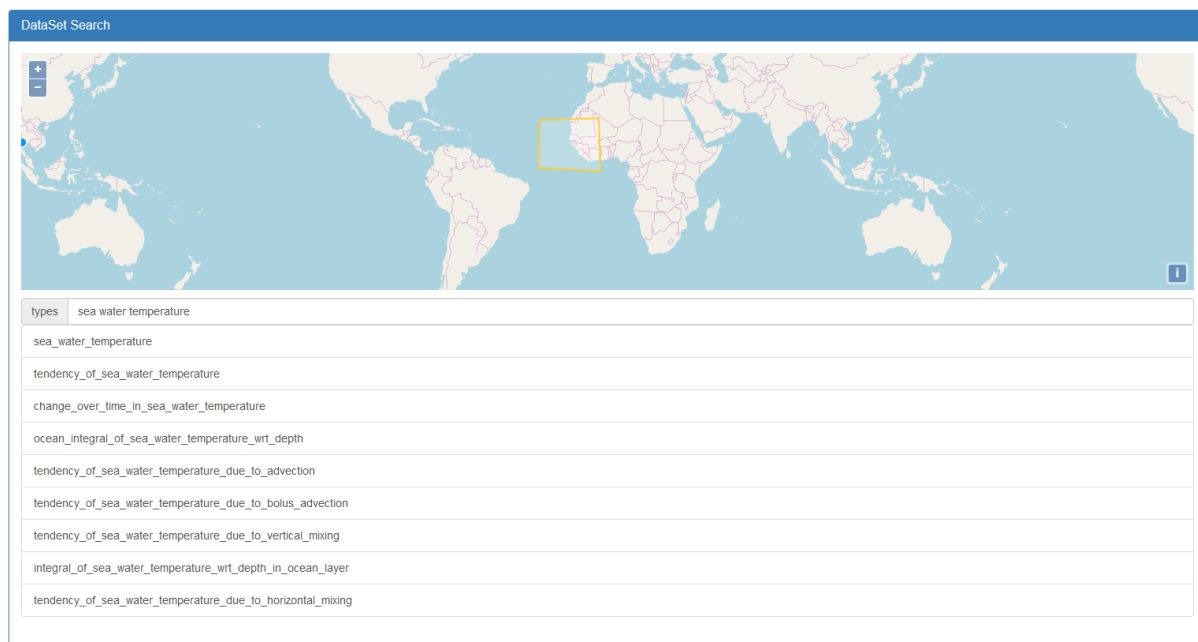 DataSet Search
+
−
i
types sea water temperature
sea_water_temperature
tendency_of_sea_water_temperature
change_over_time_in_sea_water_temperature
ocean_integral_of_sea_water_temperature_wrt_depth
tendency_of_sea_water_temperature_due_to_advection
tendency_of_sea_water_temperature_due_to_bolus_advection
tendency_of_sea_water_temperature_due_to_vertical_mixing
integral_of_sea_water_temperature_wrt_depth_in_ocean_layer
tendency_of_sea_water_temperature_due_to_horizontal_mixing